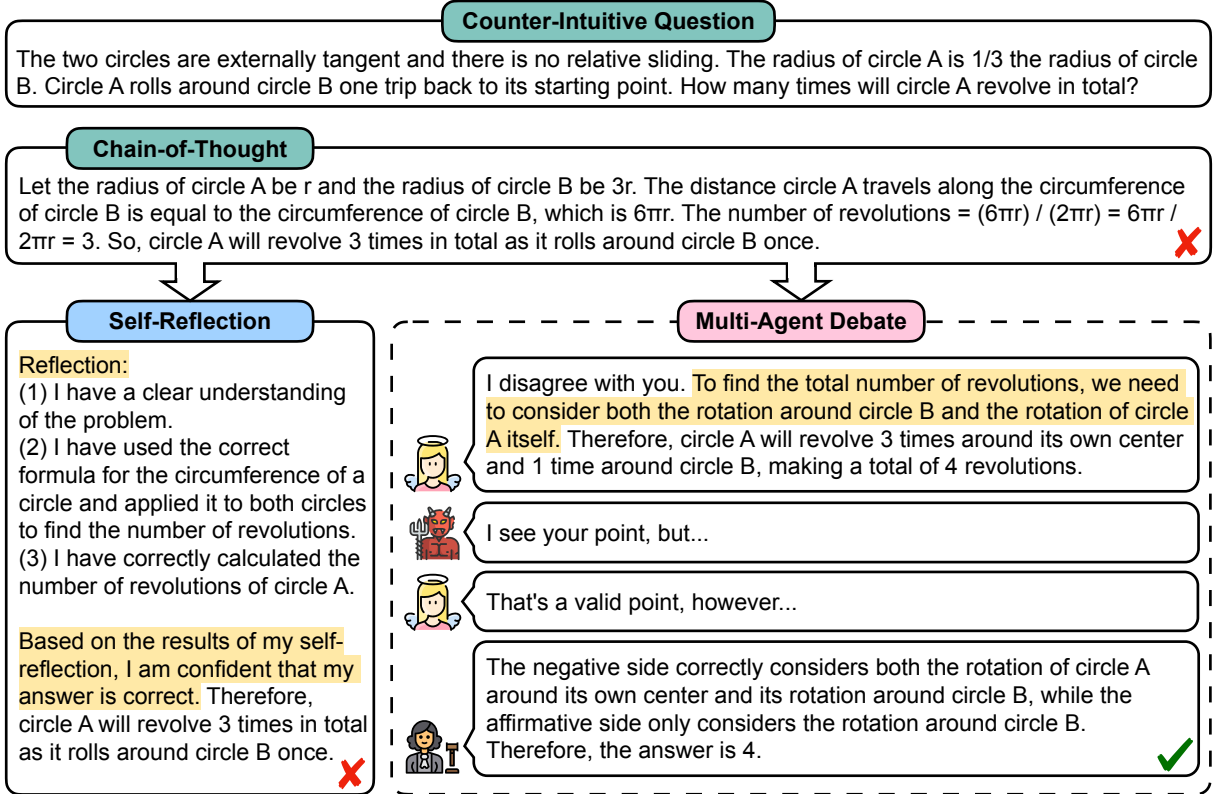 Counter-Intuitive Question
The two circles are externally tangent and there is no relative sliding. The radius of circle A is 1/3 the radius of circle
B. Circle A rolls around circle B one trip back to its starting point. How many times will circle A revolve in total?
Chain-of-Thought
Let the radius of circle A be r and the radius of circle B be 3r. The distance circle A travels along the circumference
of circle B is equal to the circumference of circle B, which is 6πr. The number of revolutions = (6πr) / (2πr) = 6πr /
2πr = 3. So, circle A will revolve 3 times in total as it rolls around circle B once.
Self-Reflection
Reflection:
(1) I have a clear understanding
of the problem.
(2) I have used the correct
formula for the circumference of a
circle and applied it to both circles
to find the number of revolutions.
(3) I have correctly calculated the
number of revolutions of circle A.
Based on the results of my self-
reflection, I am confident that my
answer is correct. Therefore,
circle A will revolve 3 times in total
as it rolls around circle B once.
Multi-Agent Debate
I disagree with you. To find the total number of revolutions, we need
to consider both the rotation around circle B and the rotation of circle
A itself. Therefore, circle A will revolve 3 times around its own center
and 1 time around circle B, making a total of 4 revolutions.
I see your point, but...
That's a valid point, however...
The negative side correctly considers both the rotation of circle A
around its own center and its rotation around circle B, while the
affirmative side only considers the rotation around circle B.
Therefore, the answer is 4.